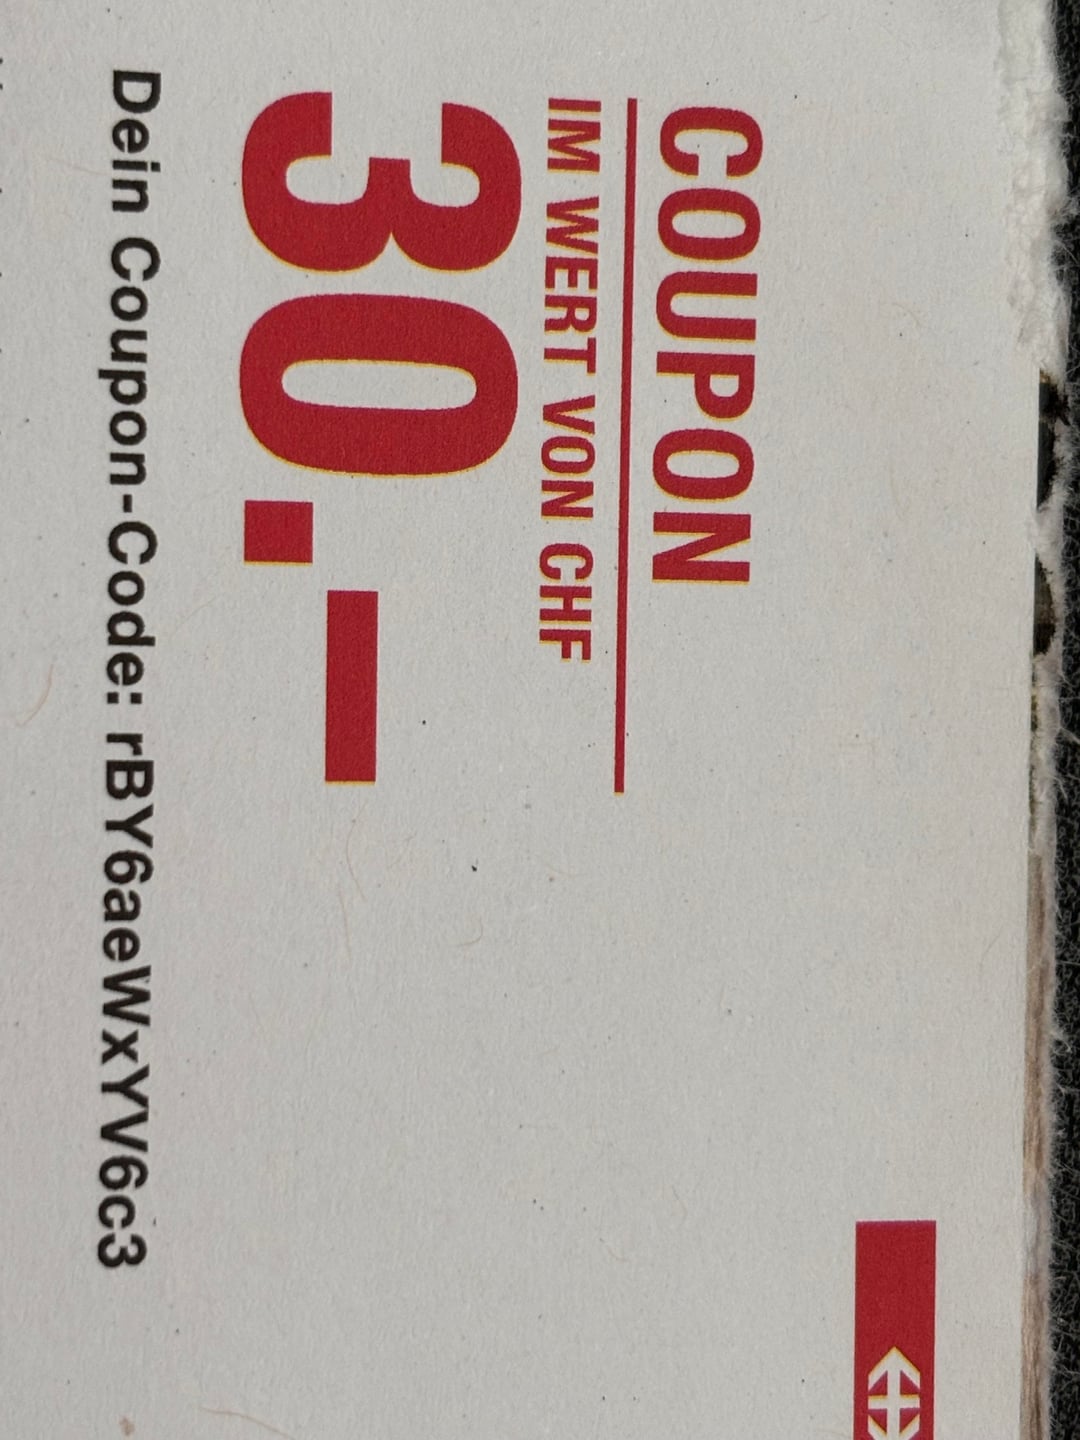 COUPON
IM WERT VON CHF
30.–
Dein Coupon-Code: rBY6aeWxYV6c3